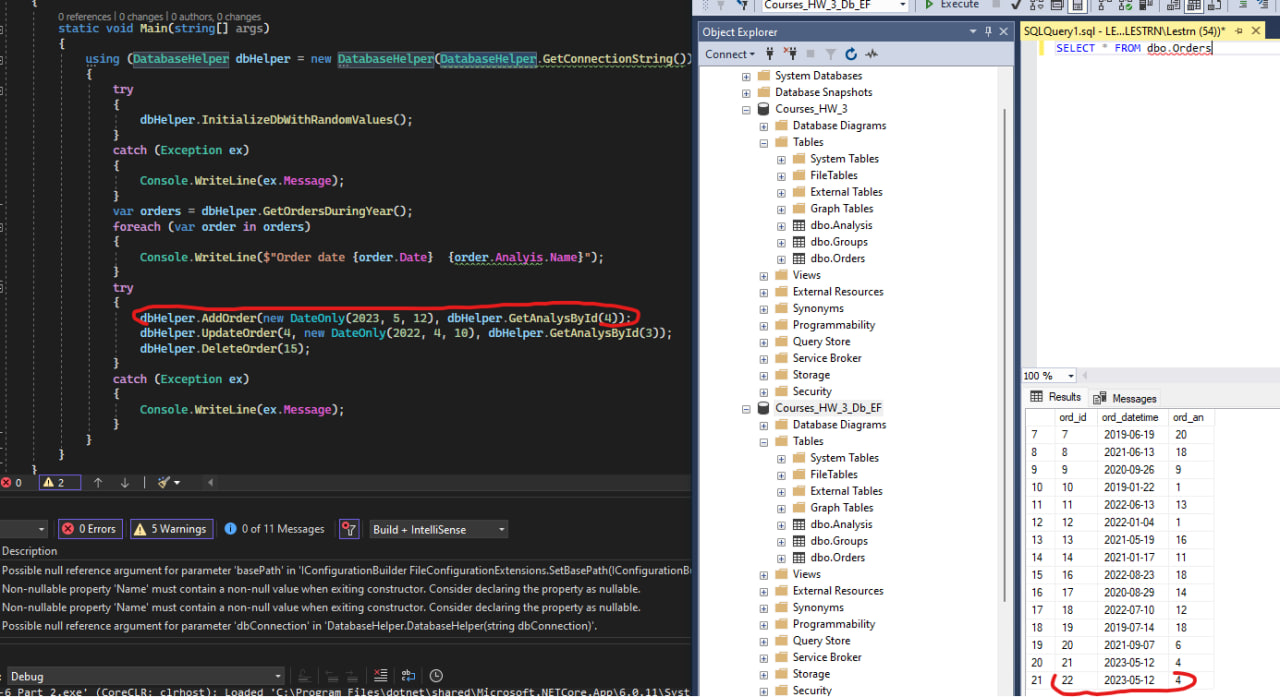 0 references | 0 changes | 0 authors, 0 changes
static void Main(string[] args)
{
using (DatabaseHelper dbHelper = new DatabaseHelper(DatabaseHelper.GetConnectionString())
{
try
{
dbHelper.InitializeDbWithRandomValues();
}
catch (Exception ex)
{
Console.WriteLine(ex.Message);
}
var orders = dbHelper.GetOrdersDuringYear();
foreach (var order in orders)
{
Console.WriteLine($"Order date {order.Date}  {order.Analyis.Name}");
}
try
{
dbHelper.AddOrder(new DateOnly(2023, 5, 12), dbHelper.GetAnalysById(4));
dbHelper.UpdateOrder(4, new DateOnly(2022, 4, 10), dbHelper.GetAnalysById(3));
dbHelper.DeleteOrder(15);
}
catch (Exception ex)
{
Console.WriteLine(ex.Message);
}
}
}
}
0 2
0 Errors 5 Warnings 0 of 11 Messages Build + IntelliSense
Description
Possible null reference argument for parameter 'basePath' in 'IConfigurationBuilder FileConfigurationExtensions.SetBasePath(IConfigurationBu
Non-nullable property 'Name' must contain a non-null value when exiting constructor. Consider declaring the property as nullable.
Non-nullable property 'Name' must contain a non-null value when exiting constructor. Consider declaring the property as nullable.
Possible null reference argument for parameter 'dbConnection' in 'DatabaseHelper.DatabaseHelper(string dbConnection)'.
: Debug
-6 Part 2.exe' (CoreCLR: clrhost): Loaded 'C:\Program Files\dotnet\shared\Microsoft.NETCore.App\6.0.11\Syst
Courses_HW_3_Db_EF Execute
Object Explorer
Connect
System Databases
Database Snapshots
Courses_HW_3
Database Diagrams
Tables
System Tables
FileTables
External Tables
Graph Tables
dbo.Analysis
dbo.Groups
dbo.Orders
Views
External Resources
Synonyms
Programmability
Query Store
Service Broker
Storage
Security
Courses_HW_3_Db_EF
Database Diagrams
Tables
System Tables
FileTables
External Tables
Graph Tables
dbo.Analysis
dbo.Groups
dbo.Orders
Views
External Resources
Synonyms
Programmability
Query Store
Service Broker
Storage
Security
SQLQuery1.sql - LE...LESTRN\Lestrn (54))*
SELECT * FROM dbo.Orders
100 %
Results Messages
ord_id ord_datetime ord_an
7 7 2019-06-19 20
8 8 2021-06-13 18
9 9 2020-09-26 9
10 10 2019-01-22 1
11 11 2022-06-13 13
12 12 2022-01-04 1
13 13 2021-05-19 16
14 14 2021-01-17 11
15 16 2022-08-23 18
16 17 2020-08-29 14
17 18 2022-07-10 12
18 19 2019-07-14 18
19 20 2021-09-07 6
20 21 2023-05-12 4
21 22 2023-05-12 4